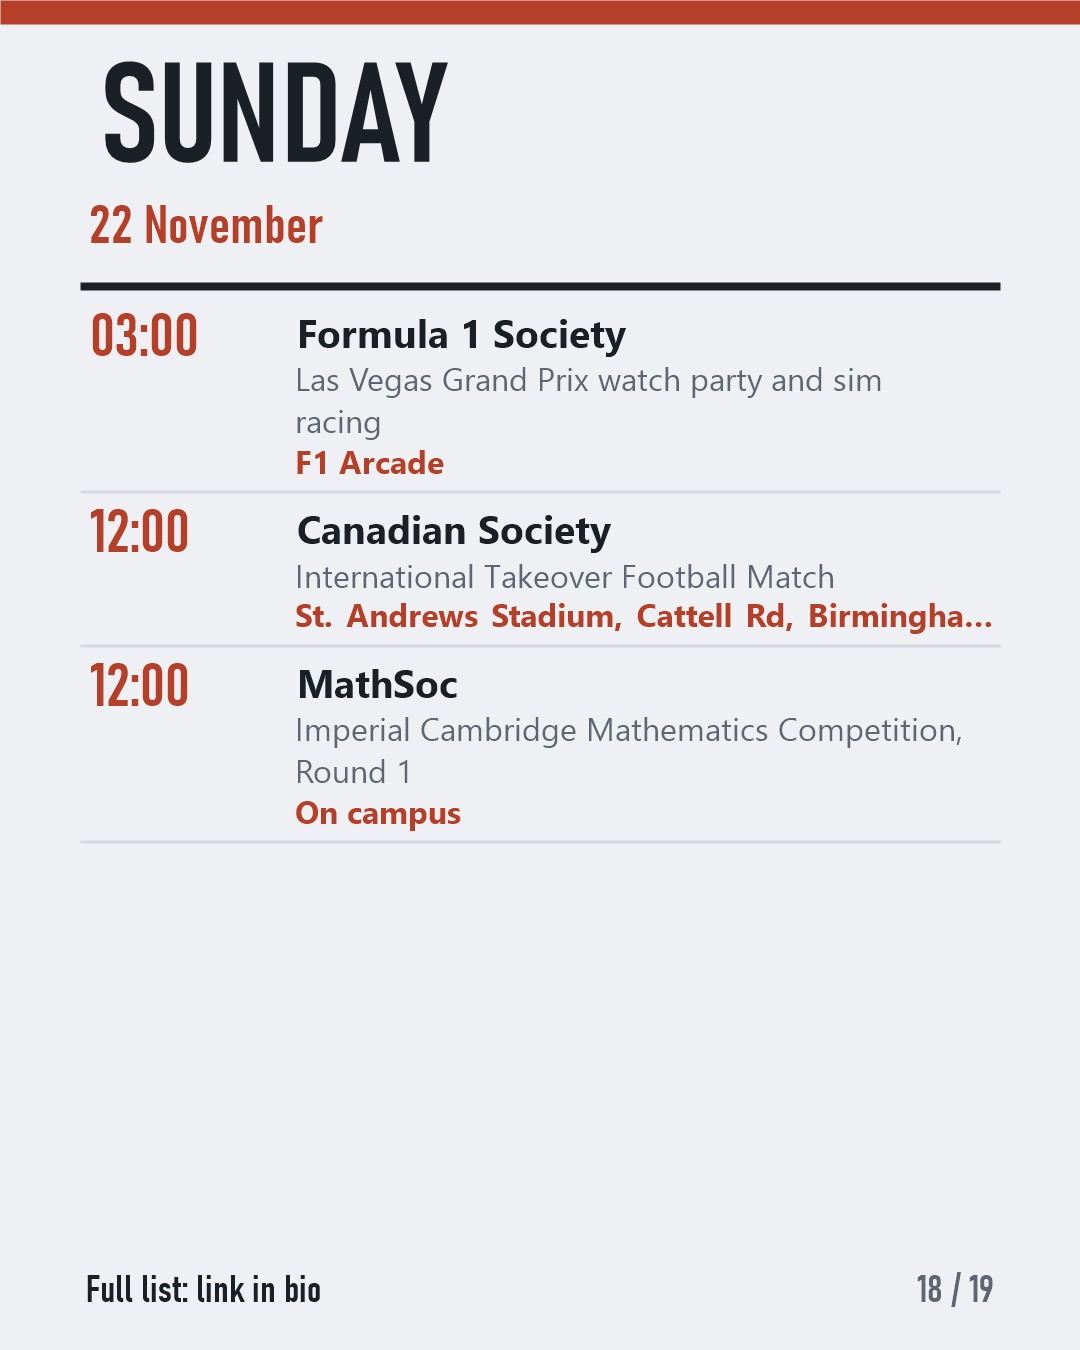 SUNDAY
22 November
03:00
Formula 1 Society
Las Vegas Grand Prix watch party and sim
racing
F1 Arcade
12:00
Canadian Society
International Takeover Football Match
St. Andrews Stadium, Cattell Rd, Birmingha...
12:00
MathSoc
Imperial Cambridge Mathematics Competition,
Round 1
On campus
Full list: link in bio
18 / 19